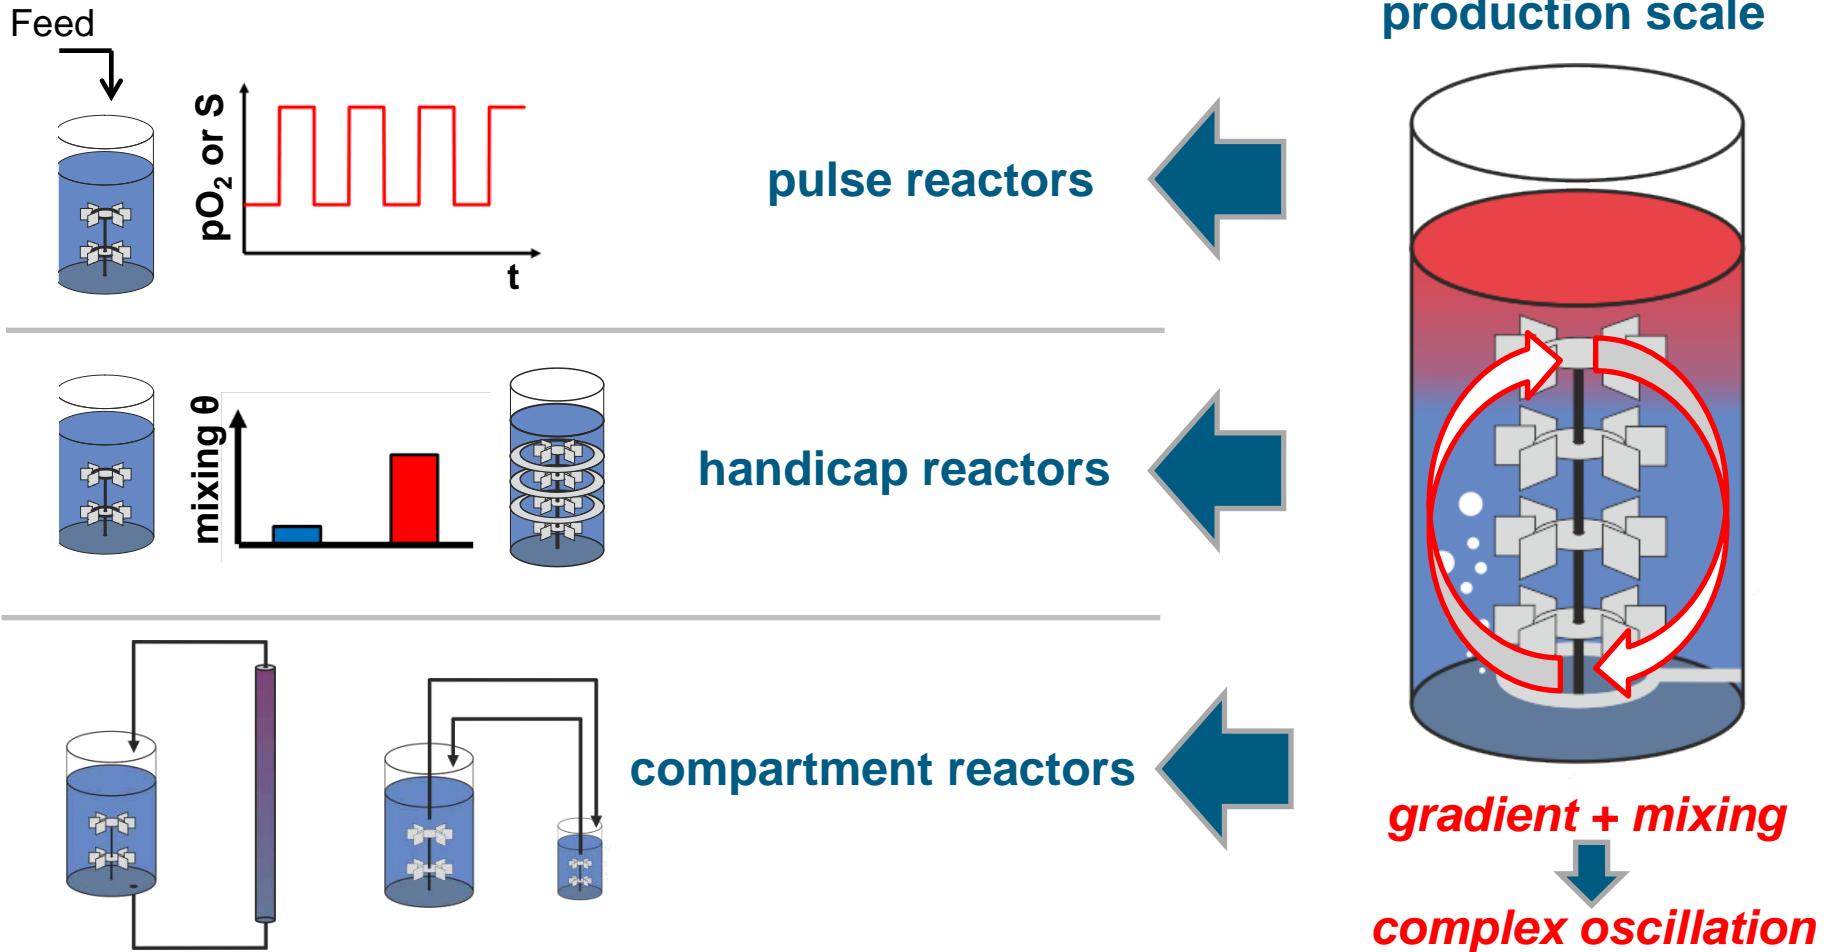 Feed
pO₂ or S
t
pulse reactors
mixing θ
handicap reactors
compartment reactors
production scale
gradient + mixing
complex oscillation